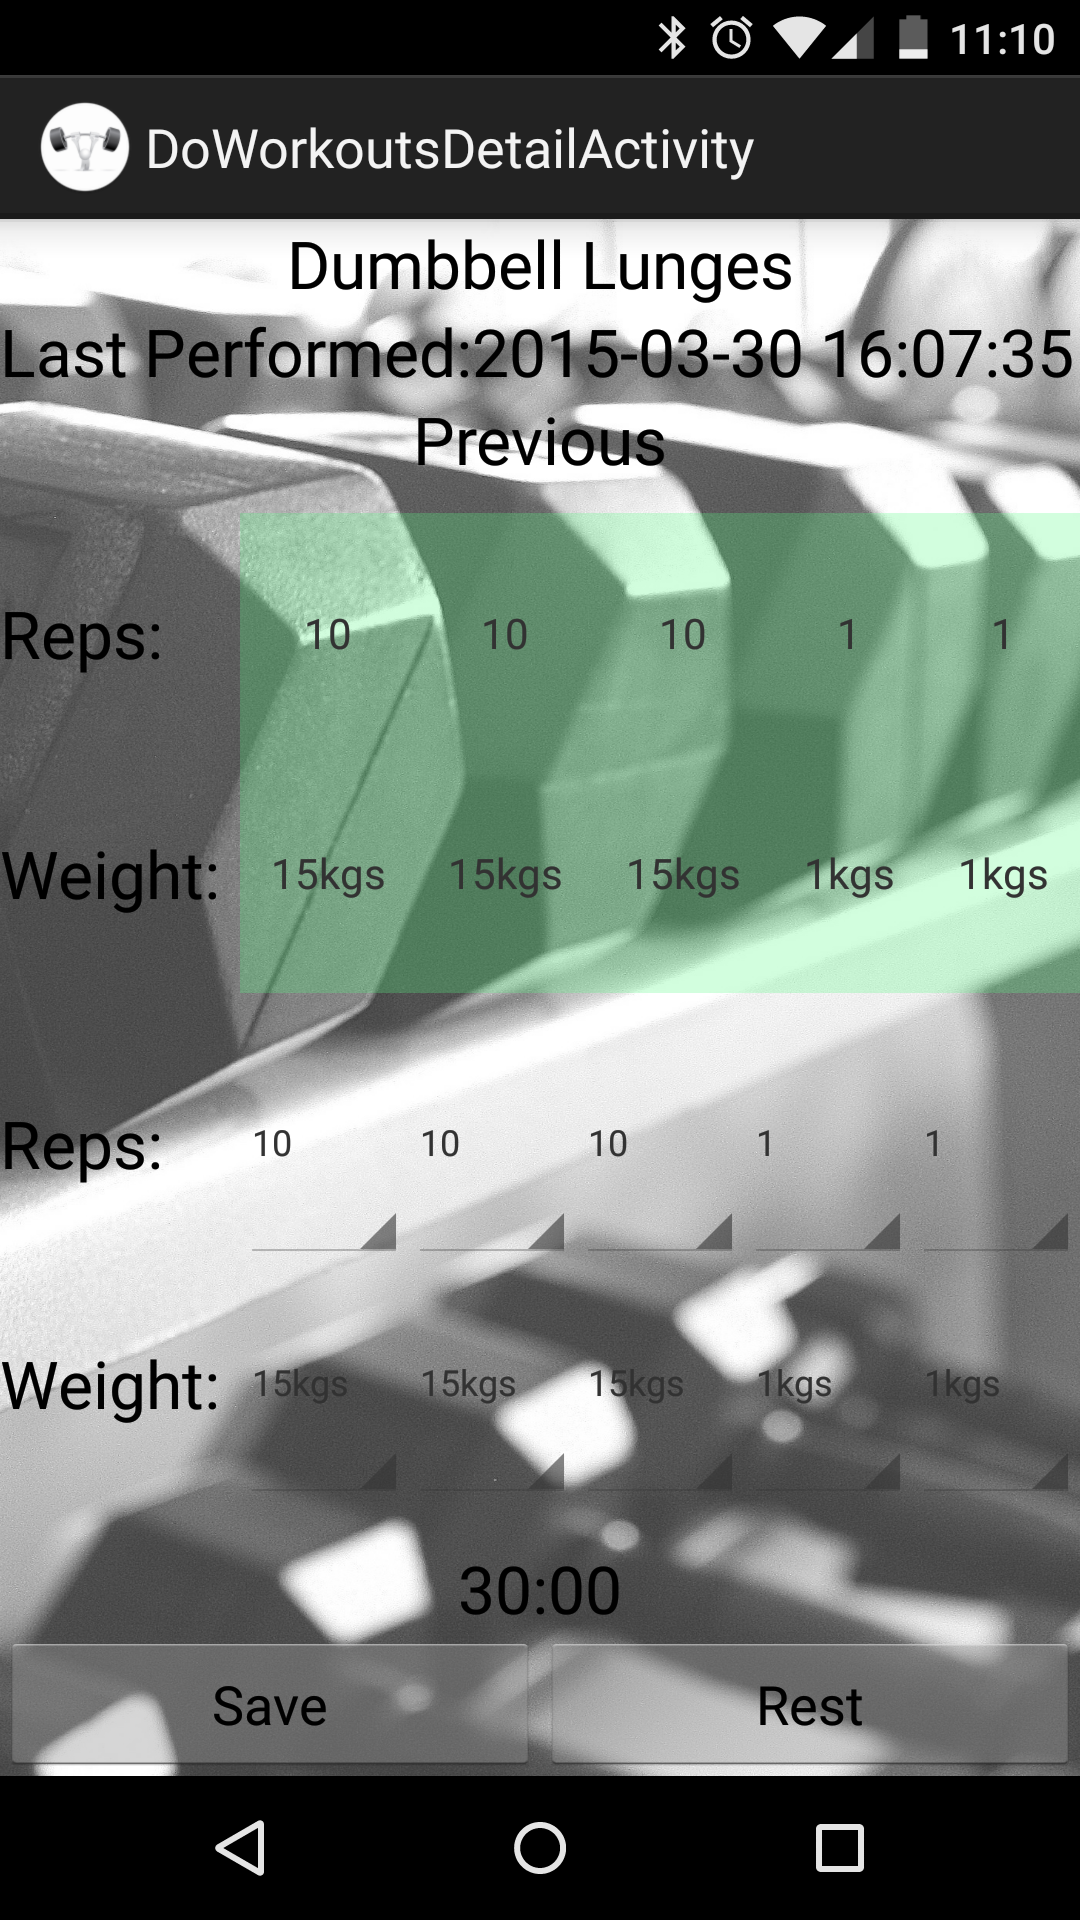 11:10
DoWorkoutsDetailActivity
Dumbbell Lunges
Last Performed:2015-03-30 16:07:35
Previous
Reps: 10 10 10 1 1
Weight: 15kgs 15kgs 15kgs 1kgs 1kgs
Reps: 10 10 10 1 1
Weight: 15kgs 15kgs 15kgs 1kgs 1kgs
30:00
Save Rest